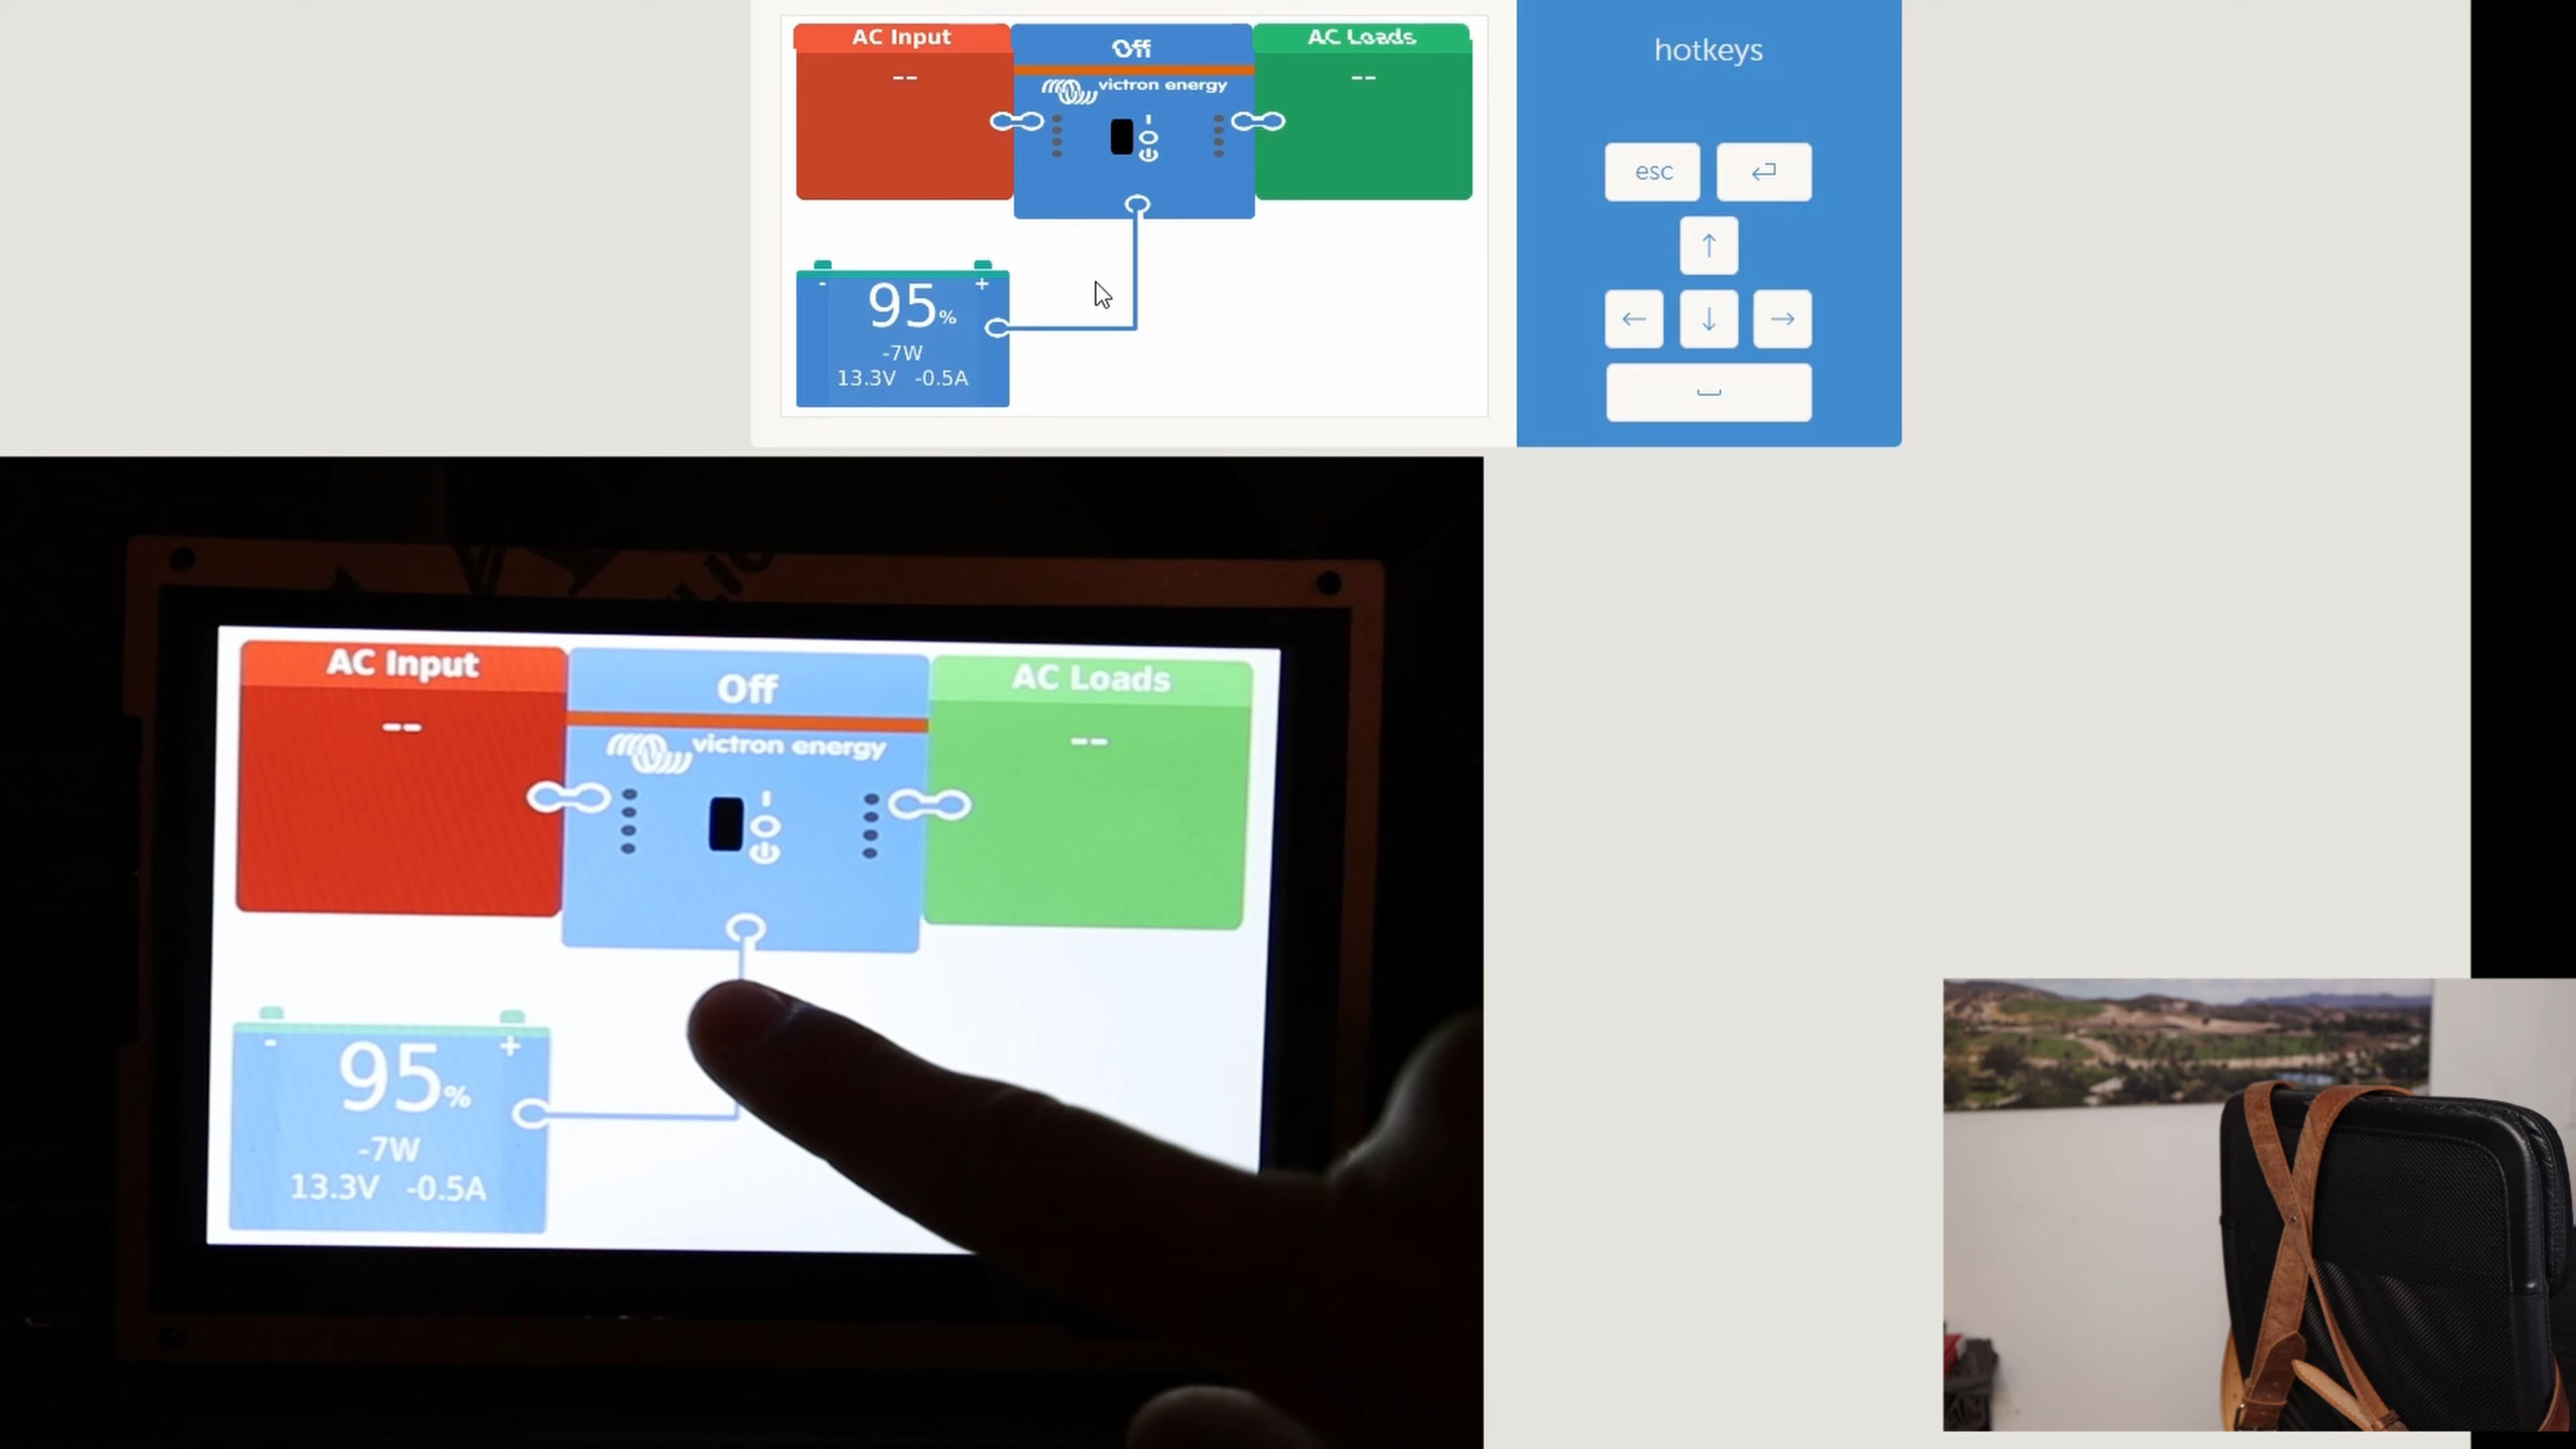 AC Input
Off
AC Loads
--
--
victron energy
95%
- +
-7W
13.3V -0.5A
hotkeys
esc
AC Input
Off
AC Loads
--
--
victron energy
95%
- +
-7W
13.3V -0.5A